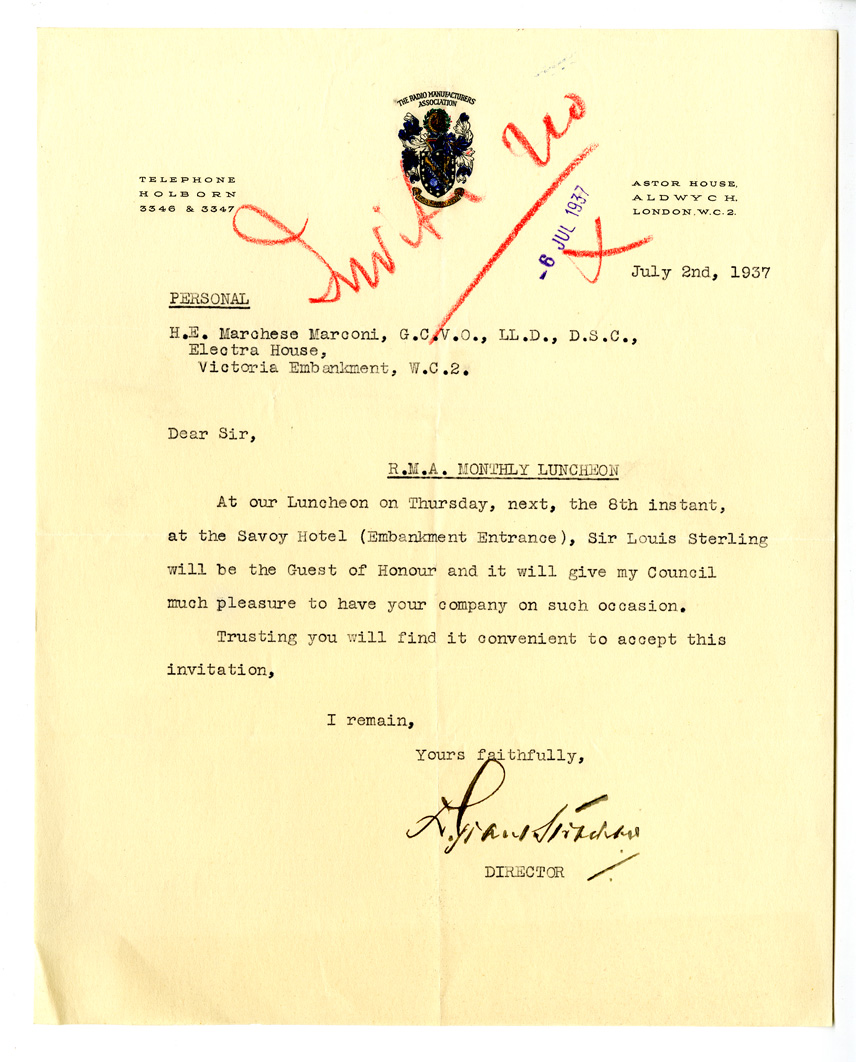 THE RADIO MANUFACTURERS
ASSOCIATION
TELEPHONE
HOLBORN
3346 & 3347
ASTOR HOUSE,
ALDWYCH.
LONDON, W.C.2.
Invite No
-6 JUL 1937
July 2nd, 1937
PERSONAL
H.E. Marchese Marconi, G.C.V.O., LL.D., D.S.C.,
Electra House,
Victoria Embankment, W.C.2.
Dear Sir,
R.M.A. MONTHLY LUNCHEON
At our Luncheon on Thursday, next, the 8th instant,
at the Savoy Hotel (Embankment Entrance), Sir Louis Sterling
will be the Guest of Honour and it will give my Council
much pleasure to have your company on such occasion.
Trusting you will find it convenient to accept this
invitation,
I remain,
Yours faithfully,
DIRECTOR